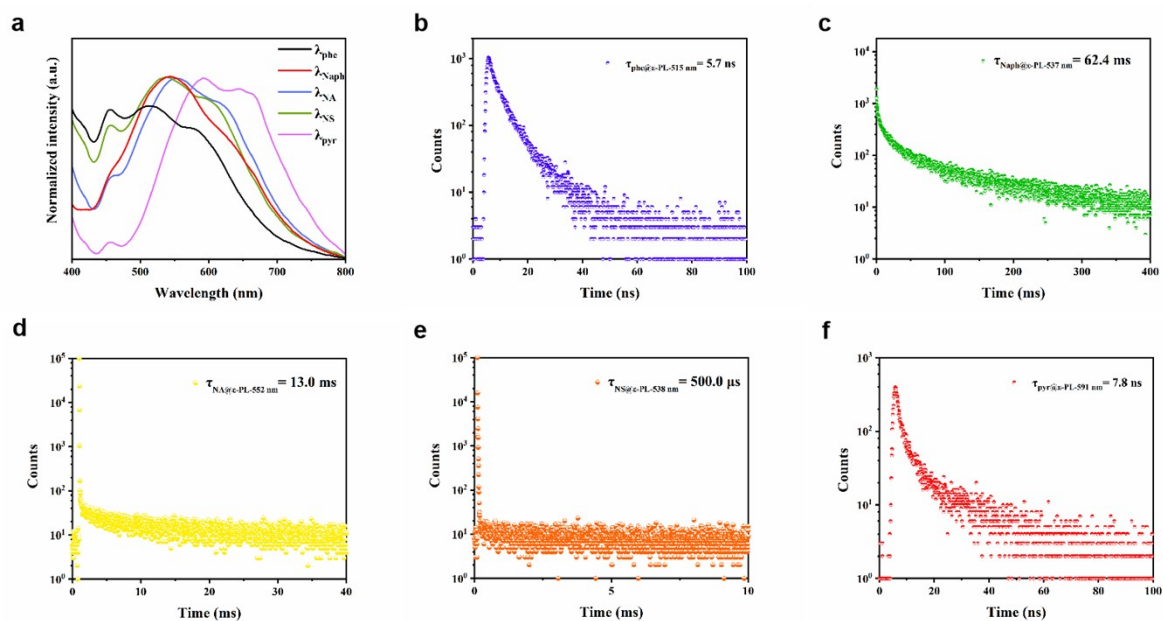 a
λphe
λNaph
λNA
λNS
λpyr
Normalized intensity (a.u.)
400 500 600 700 800
Wavelength (nm)
b
τphe@ε-PL-515 nm = 5.7 ns
10³
10²
10¹
10⁰
Counts
0 20 40 60 80 100
Time (ns)
c
τNaph@ε-PL-537 nm = 62.4 ms
10⁴
10³
10²
10¹
10⁰
Counts
0 100 200 300 400
Time (ms)
d
τNA@ε-PL-552 nm = 13.0 ms
10⁵
10⁴
10³
10²
10¹
10⁰
Counts
0 10 20 30 40
Time (ms)
e
τNS@ε-PL-538 nm = 500.0 μs
10⁵
10⁴
10³
10²
10¹
10⁰
Counts
0 5 10
Time (ms)
f
τpyr@ε-PL-591 nm = 7.8 ns
10³
10²
10¹
10⁰
Counts
0 20 40 60 80 100
Time (ns)